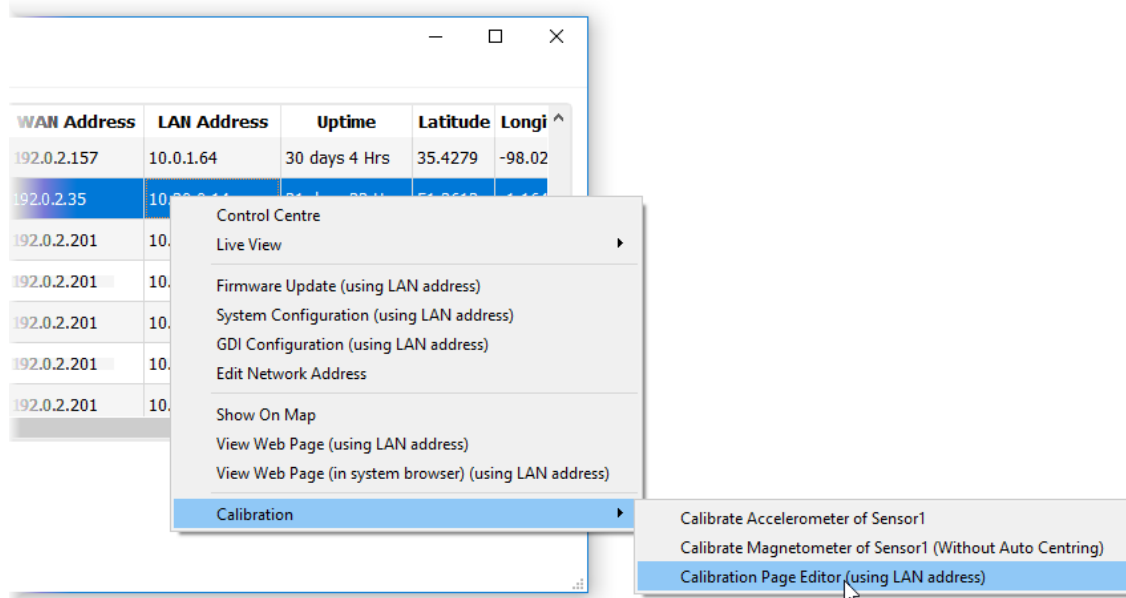 WAN Address LAN Address Uptime Latitude Longi
192.0.2.157 10.0.1.64 30 days 4 Hrs 35.4279 -98.02
192.0.2.35
192.0.2.201 10.
192.0.2.201 10.
192.0.2.201 10.
192.0.2.201 10.
192.0.2.201 10.
Control Centre
Live View
Firmware Update (using LAN address)
System Configuration (using LAN address)
GDI Configuration (using LAN address)
Edit Network Address
Show On Map
View Web Page (using LAN address)
View Web Page (in system browser) (using LAN address)
Calibration
Calibrate Accelerometer of Sensor1
Calibrate Magnetometer of Sensor1 (Without Auto Centring)
Calibration Page Editor (using LAN address)